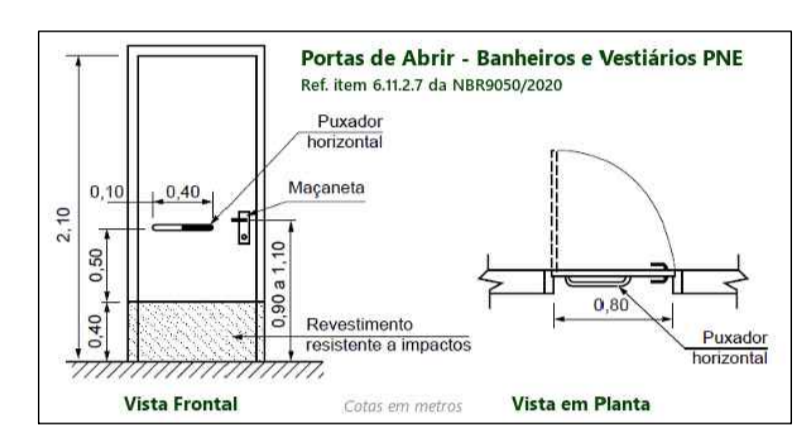 Portas de Abrir - Banheiros e Vestiários PNE
Ref. item 6.11.2.7 da NBR9050/2020
Puxador
horizontal
Maçaneta
0,10
0,40
2,10
0,50
0,40
0,90 a 1,10
Revestimento
resistente a impactos
0,80
Puxador
horizontal
Vista Frontal
Cotas em metros
Vista em Planta